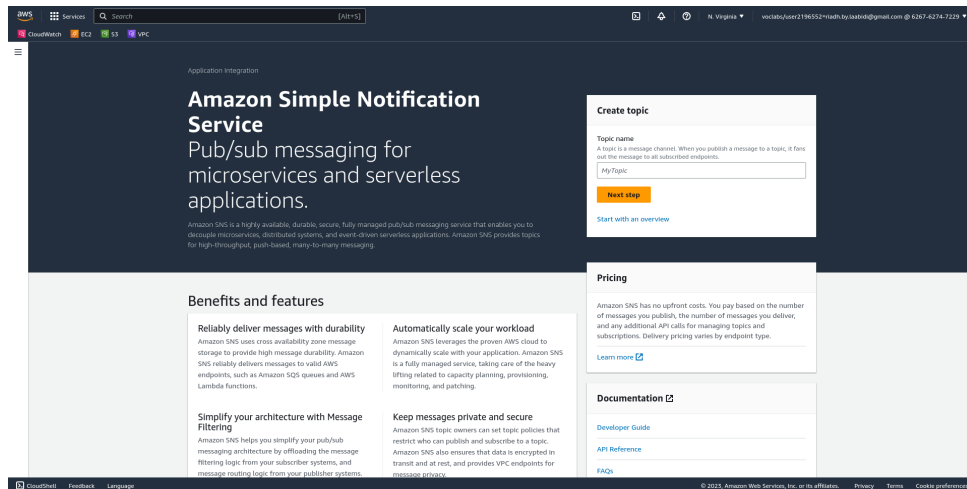 aws
Services
Search
[Alt+S]
N. Virginia
voclabs/user2196552=riadh.by.laabidi@gmail.com @ 6267-6274-7229
CloudWatch
EC2
S3
VPC
Application Integration
Amazon Simple Notification
Service
Pub/sub messaging for
microservices and serverless
applications.
Amazon SNS is a highly available, durable, secure, fully managed pub/sub messaging service that enables you to
decouple microservices, distributed systems, and event-driven serverless applications. Amazon SNS provides topics
for high-throughput, push-based, many-to-many messaging.
Create topic
Topic name
A topic is a message channel. When you publish a message to a topic, it fans
out the message to all subscribed endpoints.
MyTopic
Next step
Start with an overview
Pricing
Amazon SNS has no upfront costs. You pay based on the number
of messages you publish, the number of messages you deliver,
and any additional API calls for managing topics and
subscriptions. Delivery pricing varies by endpoint type.
Learn more
Documentation
Developer Guide
API Reference
FAQs
Benefits and features
Reliably deliver messages with durability
Amazon SNS uses cross availability zone message
storage to provide high message durability. Amazon
SNS reliably delivers messages to valid AWS
endpoints, such as Amazon SQS queues and AWS
Lambda functions.
Automatically scale your workload
Amazon SNS leverages the proven AWS cloud to
dynamically scale with your application. Amazon SNS
is a fully managed service, taking care of the heavy
lifting related to capacity planning, provisioning,
monitoring, and patching.
Simplify your architecture with Message
Filtering
Amazon SNS helps you simplify your pub/sub
messaging architecture by offloading the message
filtering logic from your subscriber systems, and
message routing logic from your publisher systems.
Keep messages private and secure
Amazon SNS topic owners can set topic policies that
restrict who can publish and subscribe to a topic.
Amazon SNS also ensures that data is encrypted in
transit and at rest, and provides VPC endpoints for
message privacy.
CloudShell
Feedback
Language
© 2023, Amazon Web Services, Inc. or its affiliates.
Privacy
Terms
Cookie preferences